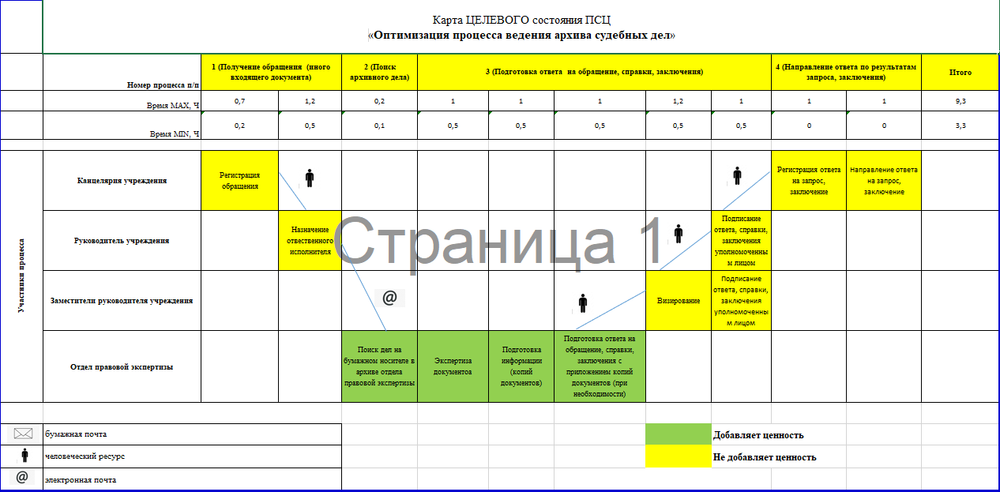 Карта ЦЕЛЕВОГО состояния ПСЦ
«Оптимизация процесса ведения архива судебных дел»
Номер процесса п/п
1 (Получение обращения (иного
входящего документа)
2 (Поиск
архивного дела)
3 (Подготовка ответа на обращение, справки, заключения)
4 (Направление ответа по результатам
запроса, заключения)
Итого
Время MAX, Ч
0,7
1,2
0,2
1
1
1
1,2
1
1
1
9,3
Время MIN, Ч
0,2
0,5
0,1
0,5
0,5
0,5
0,5
0,5
0
0
3,3
Участники процесса
Канцелярия учреждения
Регистрация
обращения
Регистрация ответа
на запрос,
заключение
Направление ответа
на запрос,
заключение
Руководитель учреждения
Назначение
отвественного
исполнителя
Страница 1
Подписание
ответа, справки,
заключения
уполномоченны
м лицом
Заместители руководителя учреждения
@
Визирование
Подписание
ответа, справки,
заключения
уполномоченны
м лицом
Отдел правовой экспертизы
Поиск дел на
бумажном носителе в
архиве отдела
правовой экспертизы
Экспертиза
документов
Подготовка
информации
(копий
документов)
Подготовка ответа на
обращение, справки,
заключения с
приложением копий
документов (при
необходимости)
бумажная почта
Добавляет ценность
человеческий ресурс
Не добавляет ценность
@
электронная почта